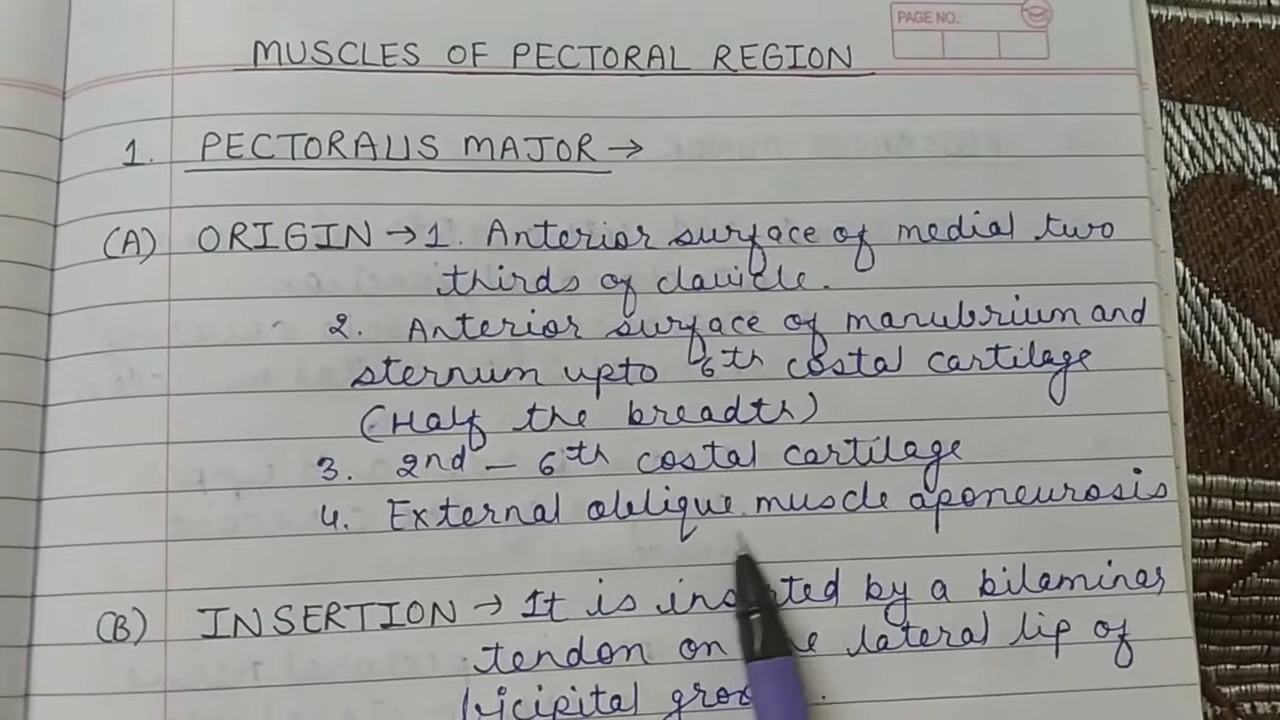 PAGE NO.:
MUSCLES OF PECTORAL REGION
1. PECTORALIS MAJOR →
(A) ORIGIN → 1. Anterior surface of medial two
thirds of clavicle.
2. Anterior surface of manubrium and
sternum upto 6th costal cartilage
(Half the breadth)
3. 2nd - 6th costal cartilage
4. External oblique muscle aponeurosis
(B) INSERTION → It is inserted by a bilaminar
tendon on the lateral lip of
bicipital